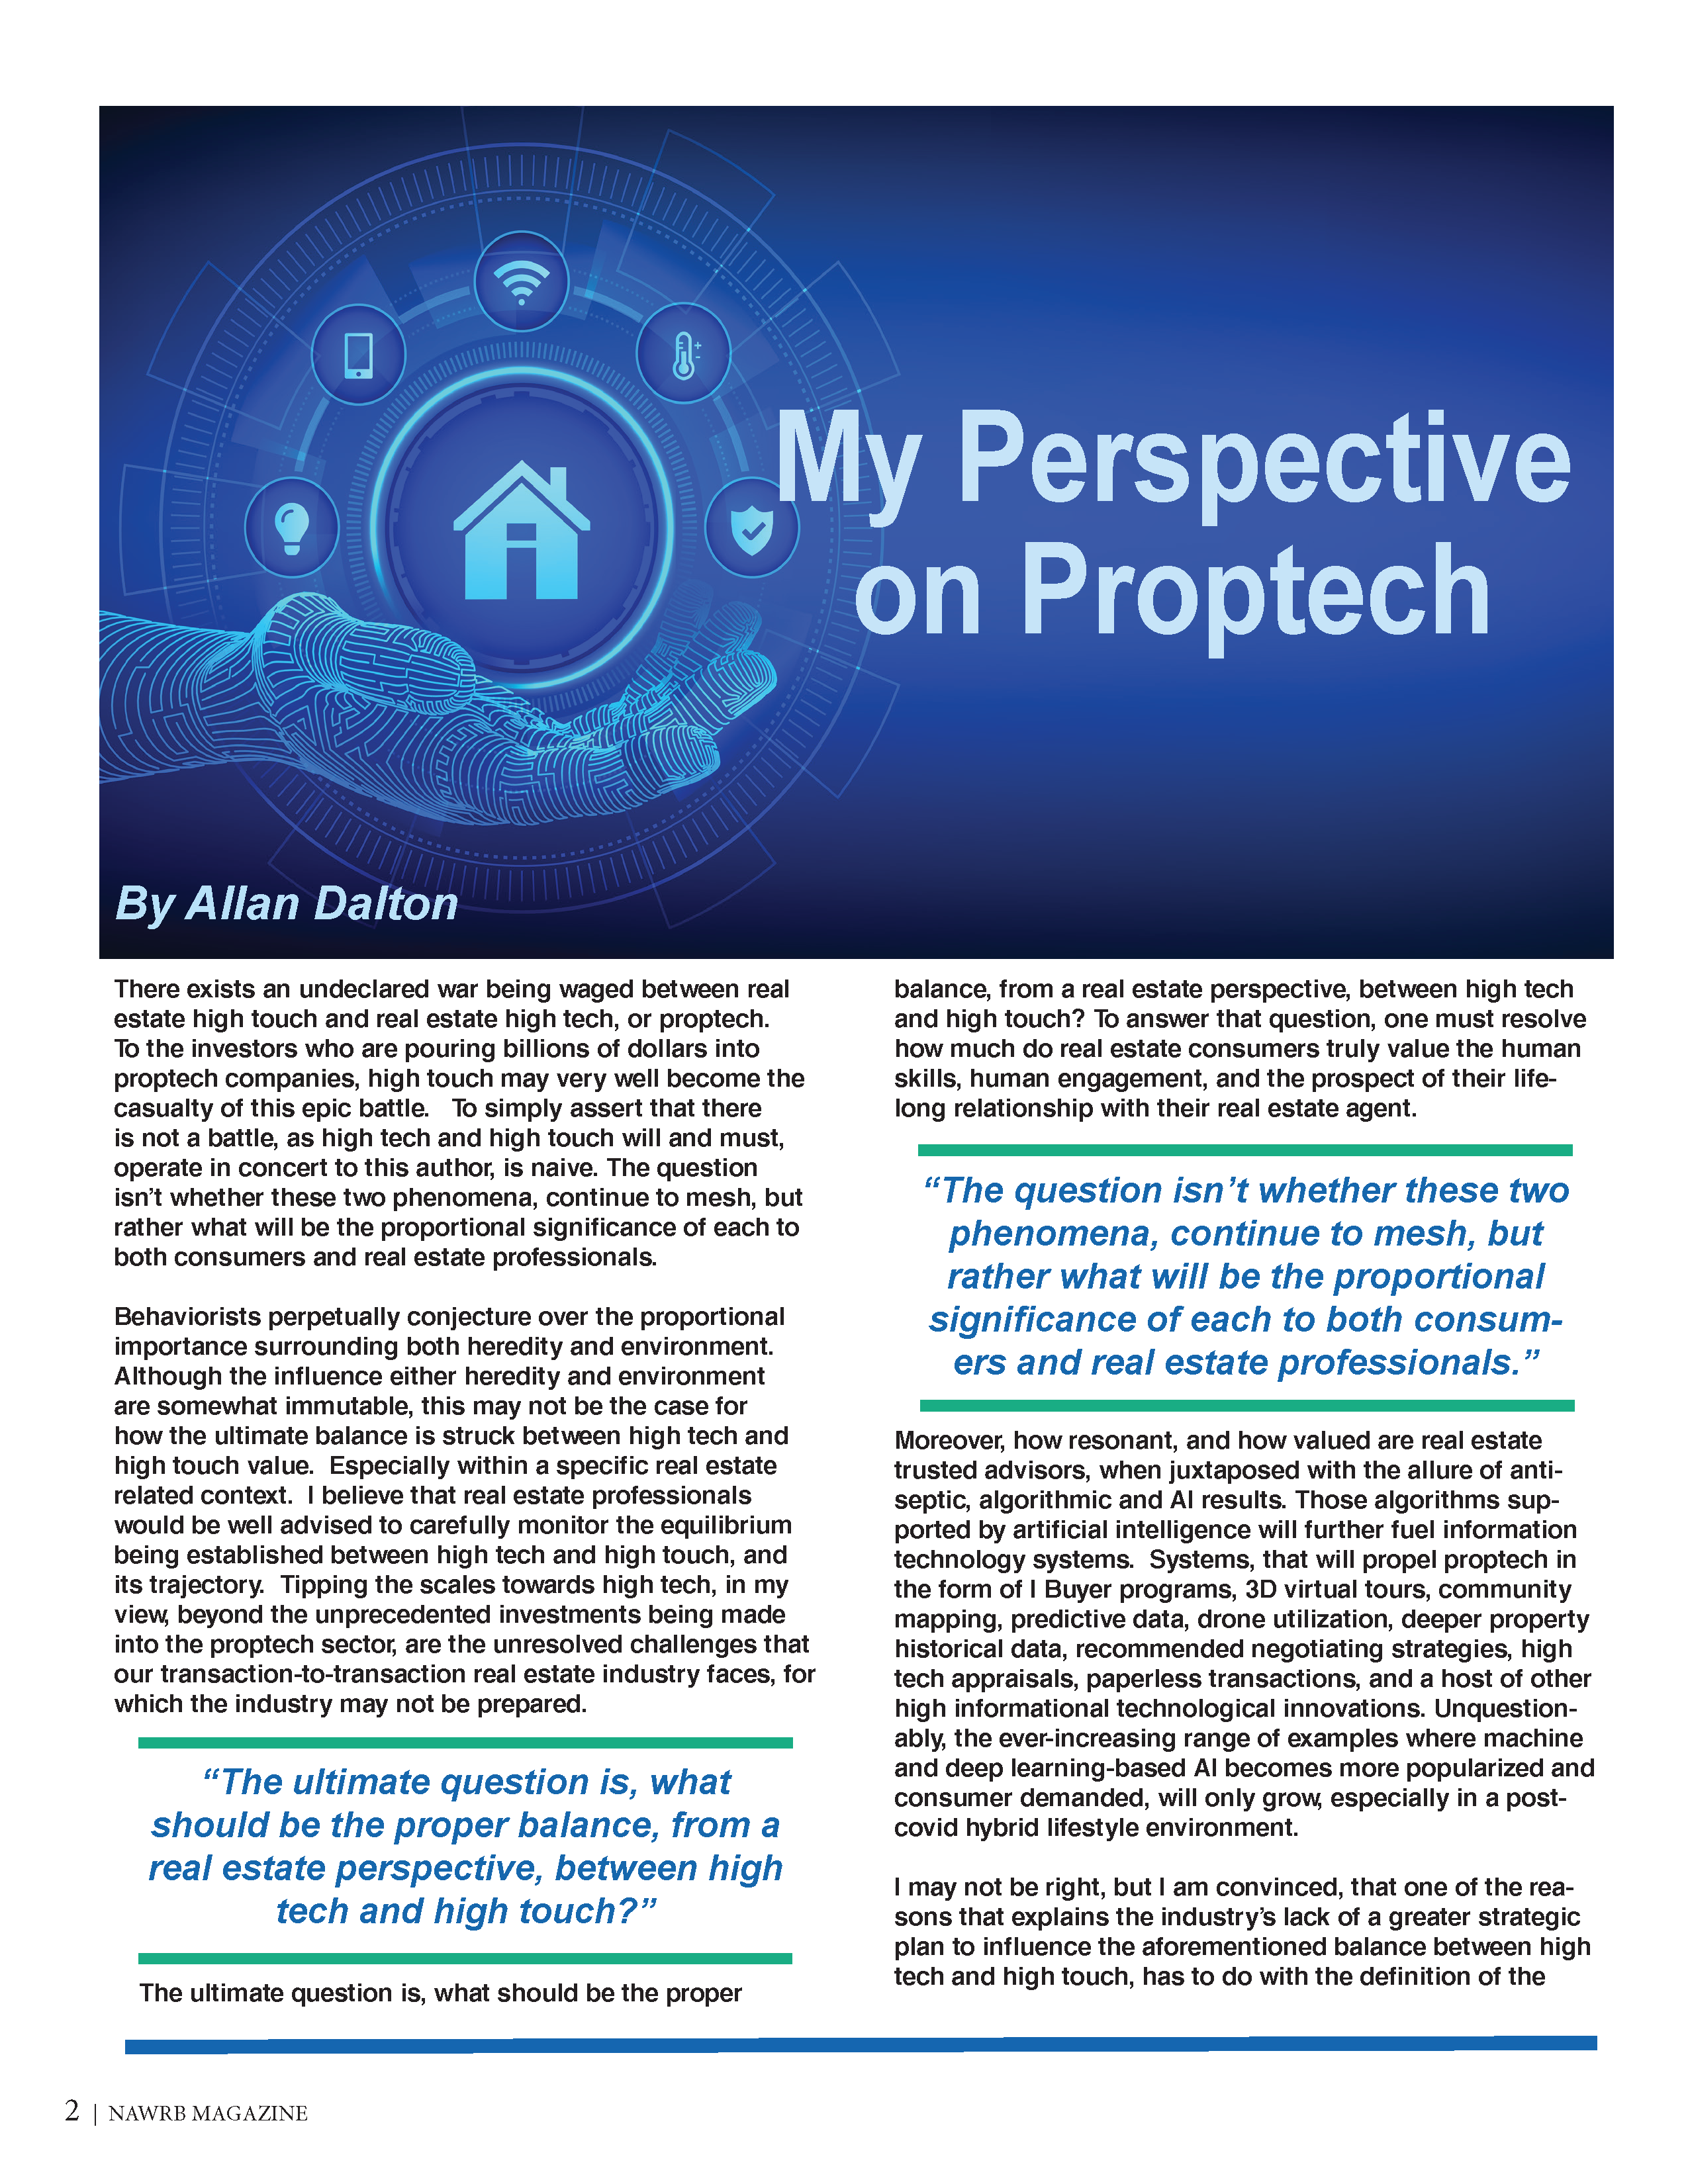 My Perspective
on Proptech
By Allan Dalton
There exists an undeclared war being waged between real
estate high touch and real estate high tech, or proptech.
To the investors who are pouring billions of dollars into
proptech companies, high touch may very well become the
casualty of this epic battle.   To simply assert that there
is not a battle, as high tech and high touch will and must,
operate in concert to this author, is naive. The question
isn’t whether these two phenomena, continue to mesh, but
rather what will be the proportional significance of each to
both consumers and real estate professionals.
Behaviorists perpetually conjecture over the proportional
importance surrounding both heredity and environment.
Although the influence either heredity and environment
are somewhat immutable, this may not be the case for
how the ultimate balance is struck between high tech and
high touch value.  Especially within a specific real estate
related context.  I believe that real estate professionals
would be well advised to carefully monitor the equilibrium
being established between high tech and high touch, and
its trajectory.  Tipping the scales towards high tech, in my
view, beyond the unprecedented investments being made
into the proptech sector, are the unresolved challenges that
our transaction-to-transaction real estate industry faces, for
which the industry may not be prepared.
“The ultimate question is, what
should be the proper balance, from a
real estate perspective, between high
tech and high touch?”
The ultimate question is, what should be the proper
balance, from a real estate perspective, between high tech
and high touch? To answer that question, one must resolve
how much do real estate consumers truly value the human
skills, human engagement, and the prospect of their life-
long relationship with their real estate agent.
“The question isn’t whether these two
phenomena, continue to mesh, but
rather what will be the proportional
significance of each to both consum-
ers and real estate professionals.”
Moreover, how resonant, and how valued are real estate
trusted advisors, when juxtaposed with the allure of anti-
septic, algorithmic and AI results. Those algorithms sup-
ported by artificial intelligence will further fuel information
technology systems.  Systems, that will propel proptech in
the form of I Buyer programs, 3D virtual tours, community
mapping, predictive data, drone utilization, deeper property
historical data, recommended negotiating strategies, high
tech appraisals, paperless transactions, and a host of other
high informational technological innovations. Unquestion-
ably, the ever-increasing range of examples where machine
and deep learning-based AI becomes more popularized and
consumer demanded, will only grow, especially in a post-
covid hybrid lifestyle environment.
I may not be right, but I am convinced, that one of the rea-
sons that explains the industry’s lack of a greater strategic
plan to influence the aforementioned balance between high
tech and high touch, has to do with the definition of the
2 | NAWRB MAGAZINE